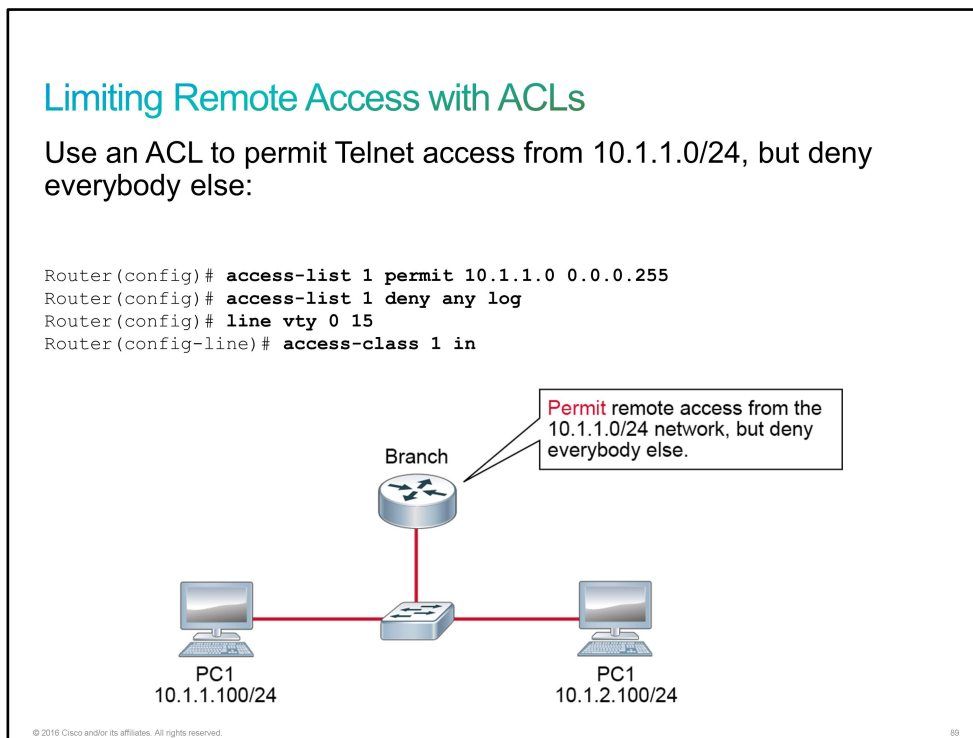 Limiting Remote Access with ACLs
Use an ACL to permit Telnet access from 10.1.1.0/24, but deny
everybody else:
Router(config)# access-list 1 permit 10.1.1.0 0.0.0.255
Router(config)# access-list 1 deny any log
Router(config)# line vty 0 15
Router(config-line)# access-class 1 in
Permit remote access from the
10.1.1.0/24 network, but deny
everybody else.
Branch
PC1
10.1.1.100/24
PC1
10.1.2.100/24
© 2016 Cisco and/or its affiliates. All rights reserved.
89